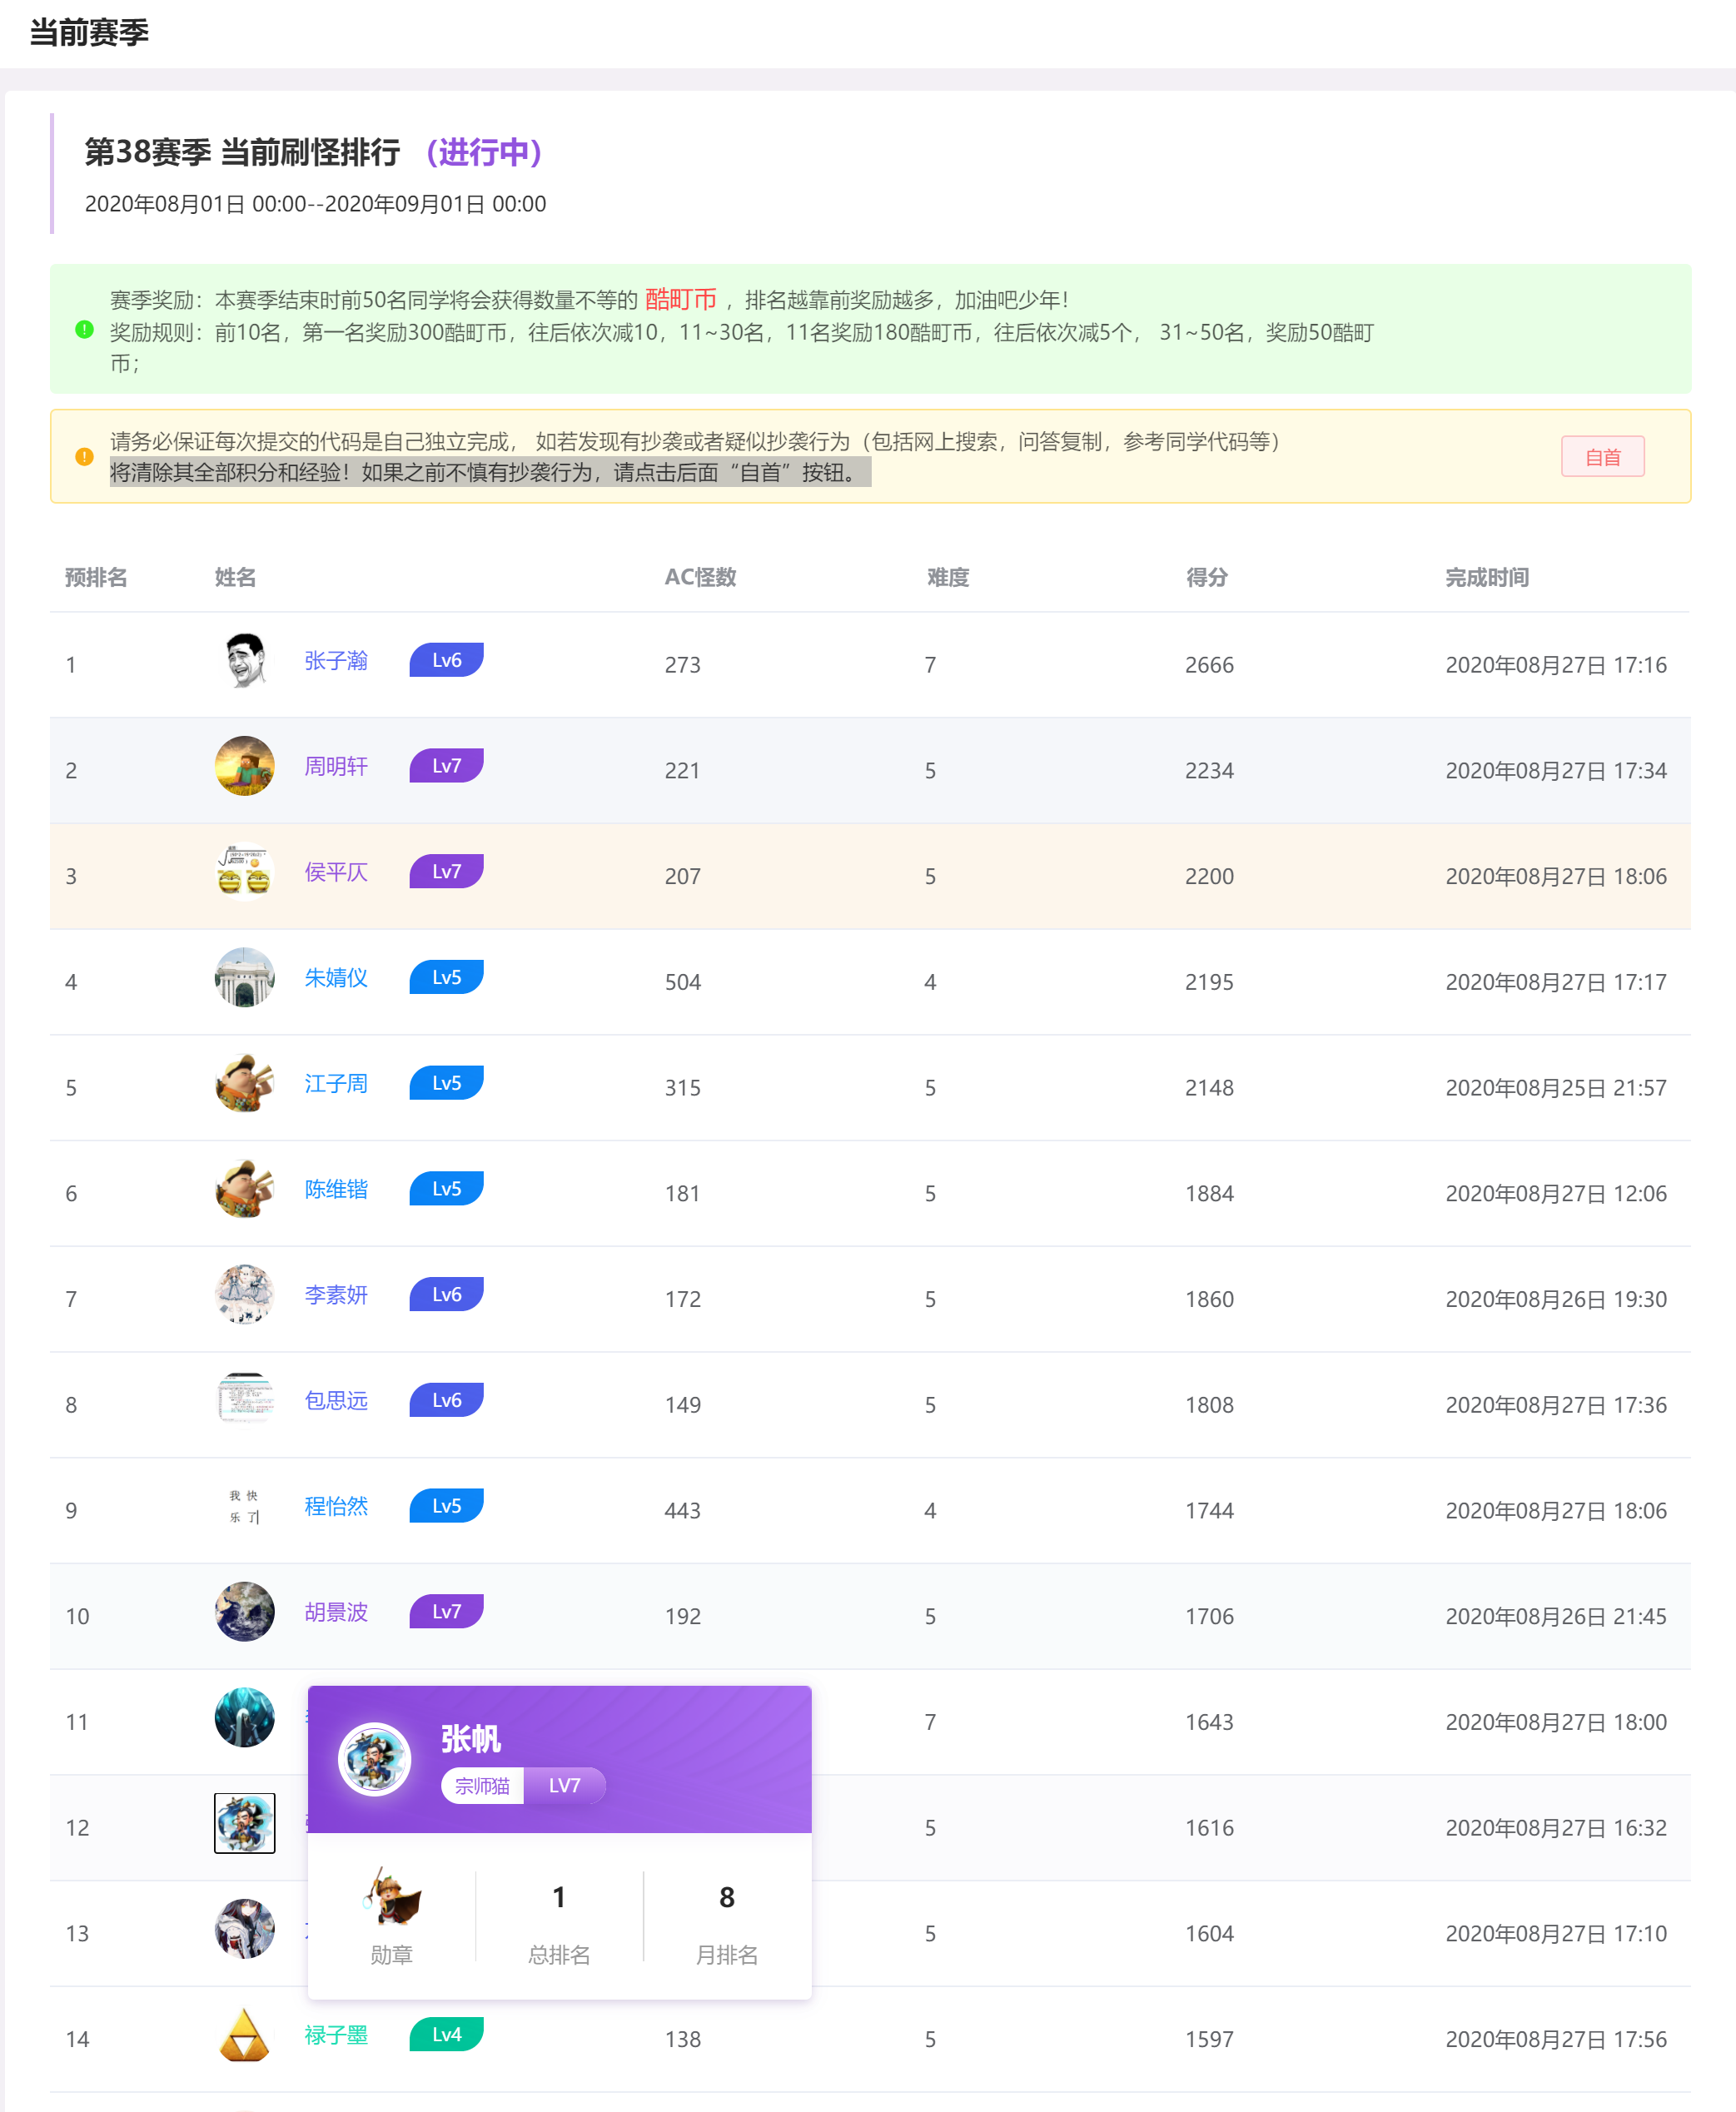 当前赛季
第38赛季 当前刷怪排行 （进行中）
2020年08月01日 00:00--2020年09月01日 00:00
赛季奖励：本赛季结束时前50名同学将会获得数量不等的 酷町币 ，排名越靠前奖励越多，加油吧少年！
奖励规则：前10名，第一名奖励300酷町币，往后依次减10，11~30名，11名奖励180酷町币，往后依次减5个， 31~50名，奖励50酷町
币；
请务必保证每次提交的代码是自己独立完成， 如若发现有抄袭或者疑似抄袭行为（包括网上搜索，问答复制，参考同学代码等）
将清除其全部积分和经验！如果之前不慎有抄袭行为，请点击后面“自首”按钮。
自首
预排名 姓名 AC怪数 难度 得分 完成时间
1 张子瀚 Lv6 273 7 2666 2020年08月27日 17:16
2 周明轩 Lv7 221 5 2234 2020年08月27日 17:34
3 侯平仄 Lv7 207 5 2200 2020年08月27日 18:06
4 朱婧仪 Lv5 504 4 2195 2020年08月27日 17:17
5 江子周 Lv5 315 5 2148 2020年08月25日 21:57
6 陈维锴 Lv5 181 5 1884 2020年08月27日 12:06
7 李素妍 Lv6 172 5 1860 2020年08月26日 19:30
8 包思远 Lv6 149 5 1808 2020年08月27日 17:36
我 快
乐 了
9 程怡然 Lv5 443 4 1744 2020年08月27日 18:06
10 胡景波 Lv7 192 5 1706 2020年08月26日 21:45
11 7 1643 2020年08月27日 18:00
张帆
宗师猫 LV7
12 5 1616 2020年08月27日 16:32
1 8
13 5 1604 2020年08月27日 17:10
勋章 总排名 月排名
14 禄子墨 Lv4 138 5 1597 2020年08月27日 17:56